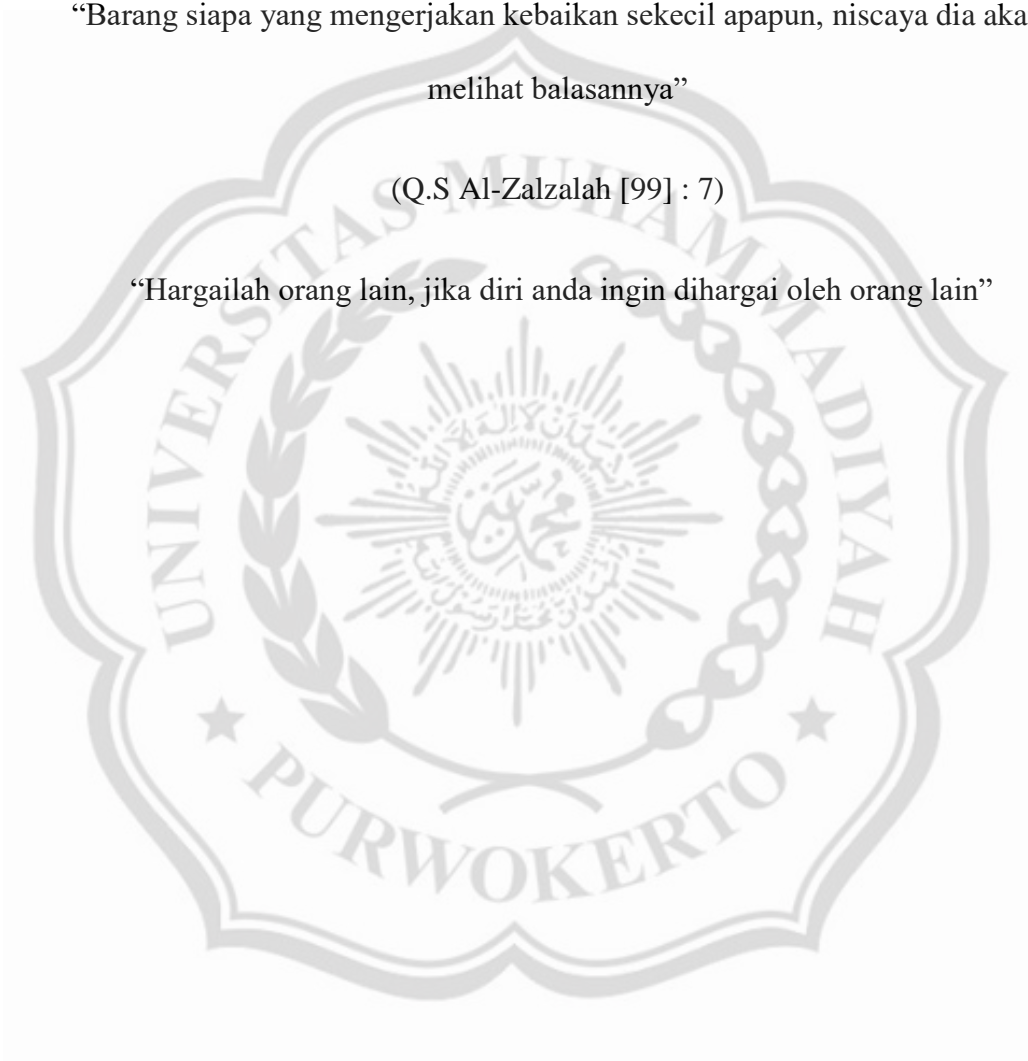 “Barang siapa yang mengerjakan kebaikan sekecil apapun, niscaya dia aka
melihat balasannya”
(Q.S Al-Zalzalah [99] : 7)
“Hargailah orang lain, jika diri anda ingin dihargai oleh orang lain”
UNIVERSITAS MUHAMMADIYAH
PURWOKERTO